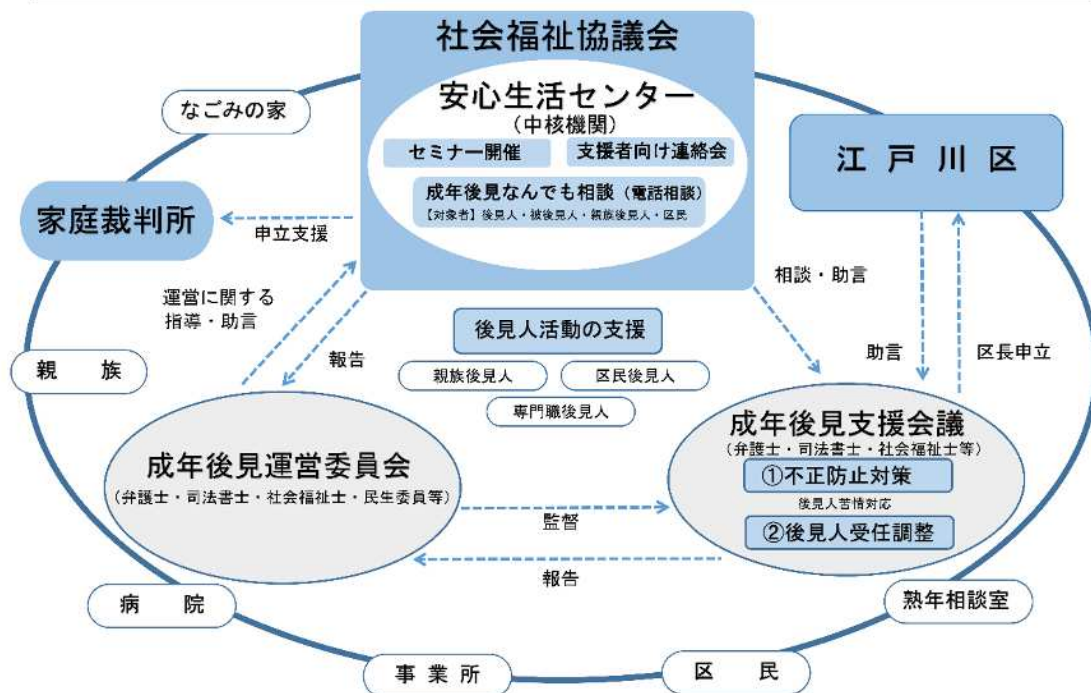 社会福祉協議会
安心生活センター
(中核機関)
セミナー開催
支援者向け連絡会
成年後見なんでも相談(電話相談)
【対象者】後見人・被後見人・親族後見人・区民
なごみの家
江戸川区
家庭裁判所
申立支援
運営に関する
指導・助言
報告
相談・助言
助言
区長申立
後見人活動の支援
親族後見人
区民後見人
専門職後見人
親 族
成年後見運営委員会
(弁護士・司法書士・社会福祉士・民生委員等)
成年後見支援会議
(弁護士・司法書士・社会福祉士等)
①不正防止対策
後見人苦情対応
②後見人受任調整
監督
報告
病 院
熟年相談室
事業所
区 民